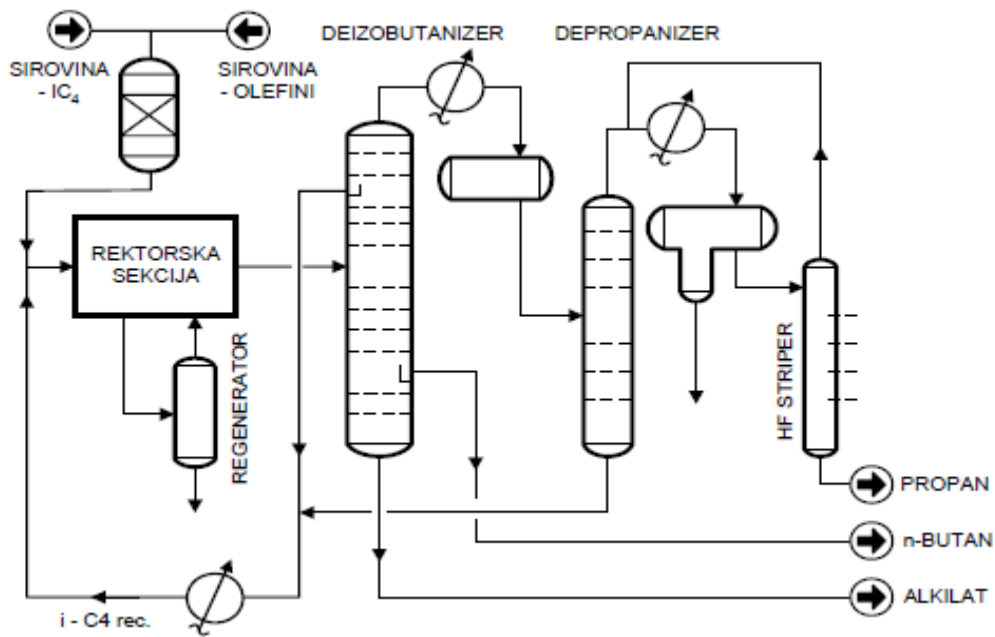 DEIZOBUTANIZER
DEPROPANIZER
SIROVINA
- IC₄
SIROVINA
- OLEFINI
REKTORSKA
SEKCIJA
REGENERATOR
HF STRIPER
PROPAN
n-BUTAN
ALKILAT
i - C4 rec.